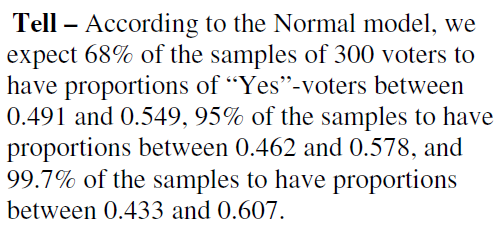 Tell – According to the Normal model, we
expect 68% of the samples of 300 voters to
have proportions of “Yes”-voters between
0.491 and 0.549, 95% of the samples to have
proportions between 0.462 and 0.578, and
99.7% of the samples to have proportions
between 0.433 and 0.607.